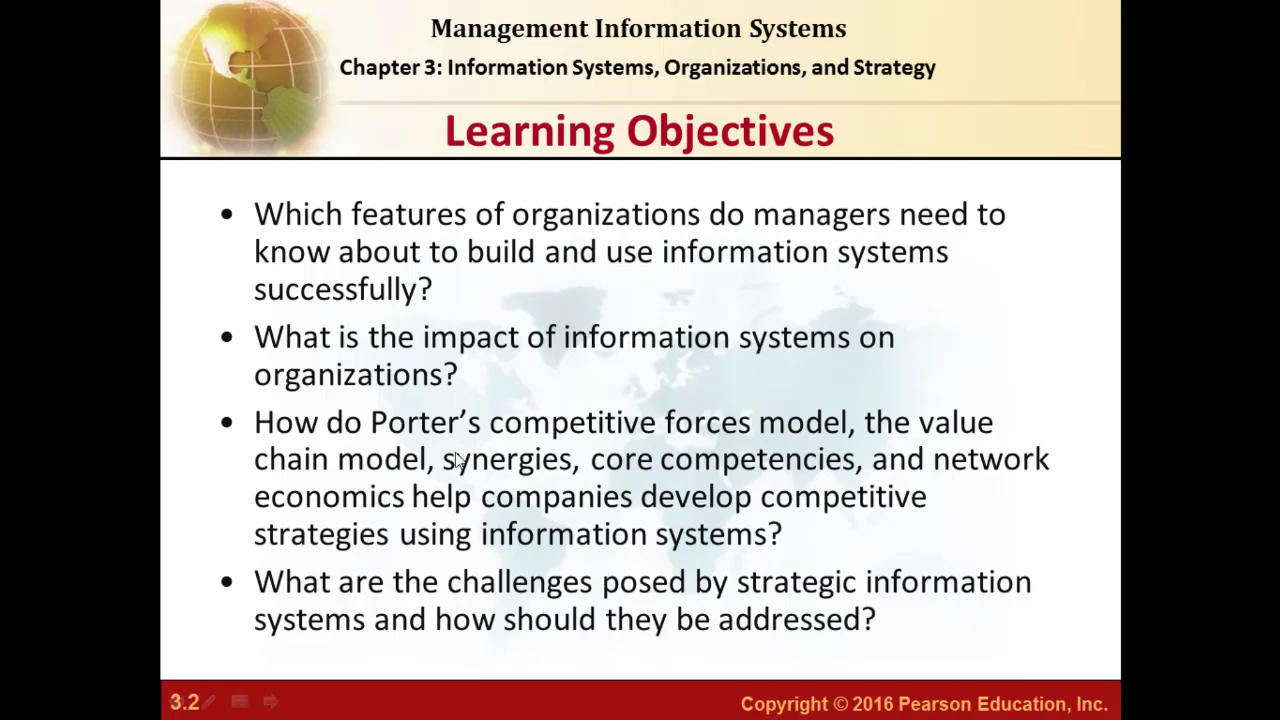 Management Information Systems
Chapter 3: Information Systems, Organizations, and Strategy
Learning Objectives
• Which features of organizations do managers need to
know about to build and use information systems
successfully?
• What is the impact of information systems on
organizations?
• How do Porter’s competitive forces model, the value
chain model, synergies, core competencies, and network
economics help companies develop competitive
strategies using information systems?
• What are the challenges posed by strategic information
systems and how should they be addressed?
3.2
Copyright © 2016 Pearson Education, Inc.